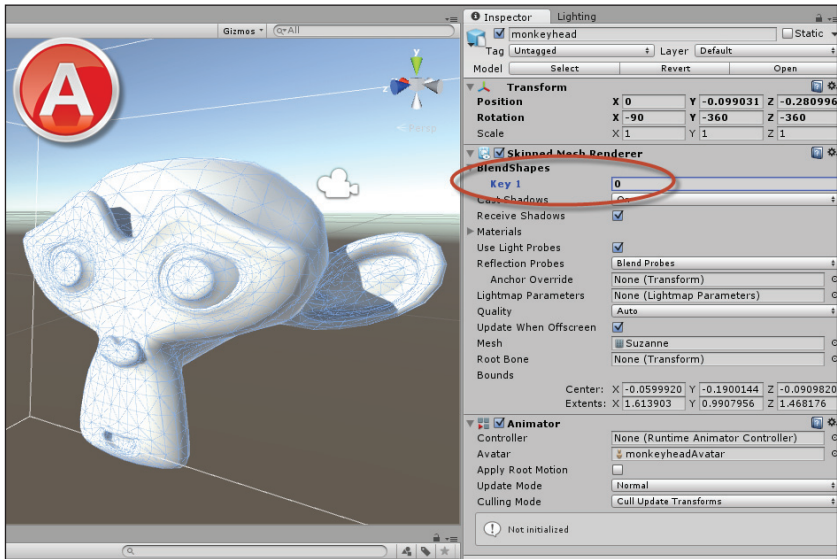 Gizmos
All
A
y
z
Persp
Inspector
Lighting
monkeyhead
Static
Tag Untagged Layer Default
Model Select Revert Open
Transform
Position X 0 Y -0.099031 Z -0.280996
Rotation X -90 Y -360 Z -360
Scale X 1 Y 1 Z 1
Skinned Mesh Renderer
BlendShapes
Key 1 0
Cast Shadows On
Receive Shadows
Materials
Use Light Probes
Reflection Probes Blend Probes
Anchor Override None (Transform)
Lightmap Parameters None (Lightmap Parameters)
Quality Auto
Update When Offscreen
Mesh Suzanne
Root Bone None (Transform)
Bounds
Center: X -0.0599920 Y -0.1900144 Z -0.0909820
Extents: X 1.613903 Y 0.9907956 Z 1.468176
Animator
Controller None (Runtime Animator Controller)
Avatar monkeyheadAvatar
Apply Root Motion
Update Mode Normal
Culling Mode Cull Update Transforms
Not initialized